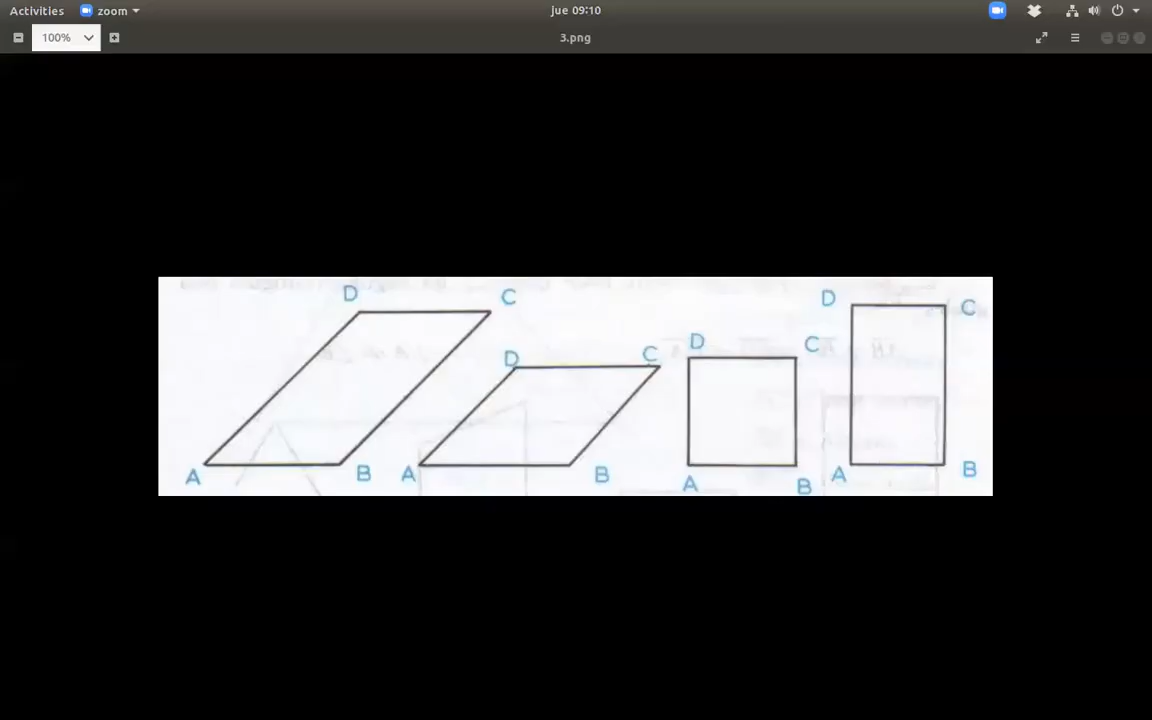 Activities zoom jue 09:10
100% 3.png
D C D C D C D C
A B A B A B A B